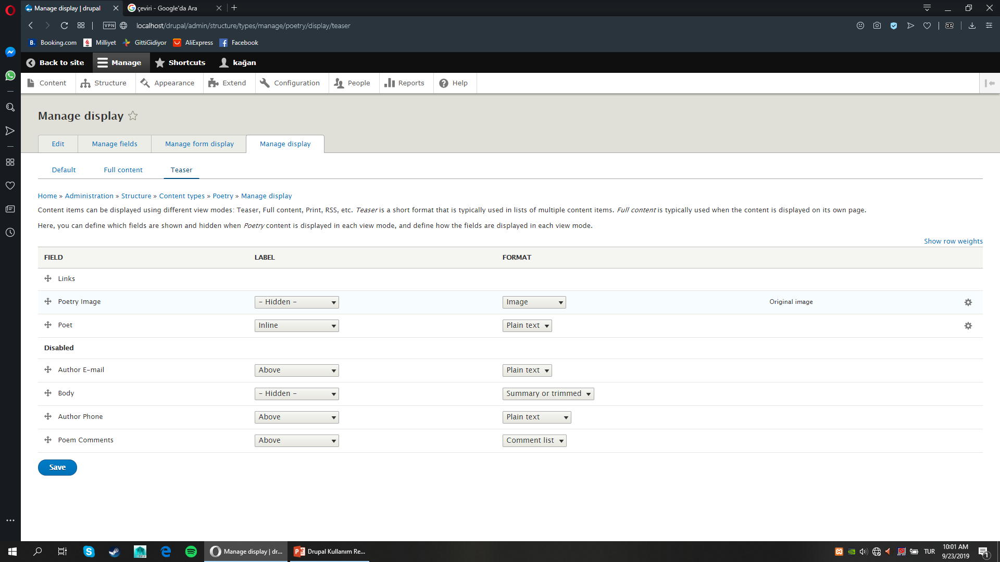 Manage display | drupal
çeviri - Google'da Ara
VPN
localhost/drupal/admin/structure/types/manage/poetry/display/teaser
B. Booking.com Milliyet GittiGidiyor AliExpress Facebook
Back to site Manage Shortcuts kağan
Content Structure Appearance Extend Configuration People Reports Help
Manage display
Edit Manage fields Manage form display Manage display
Default Full content Teaser
Home » Administration » Structure » Content types » Poetry » Manage display
Content items can be displayed using different view modes: Teaser, Full content, Print, RSS, etc. Teaser is a short format that is typically used in lists of multiple content items. Full content is typically used when the content is displayed on its own page.
Here, you can define which fields are shown and hidden when Poetry content is displayed in each view mode, and define how the fields are displayed in each view mode.
Show row weights
FIELD LABEL FORMAT
Links
Poetry Image - Hidden - Image Original image
Poet Inline Plain text
Disabled
Author E-mail Above Plain text
Body - Hidden - Summary or trimmed
Author Phone Above Plain text
Poem Comments Above Comment list
Save
Manage display | dr... Drupal Kullanım Re... TUR 10:01 AM
9/23/2019 1